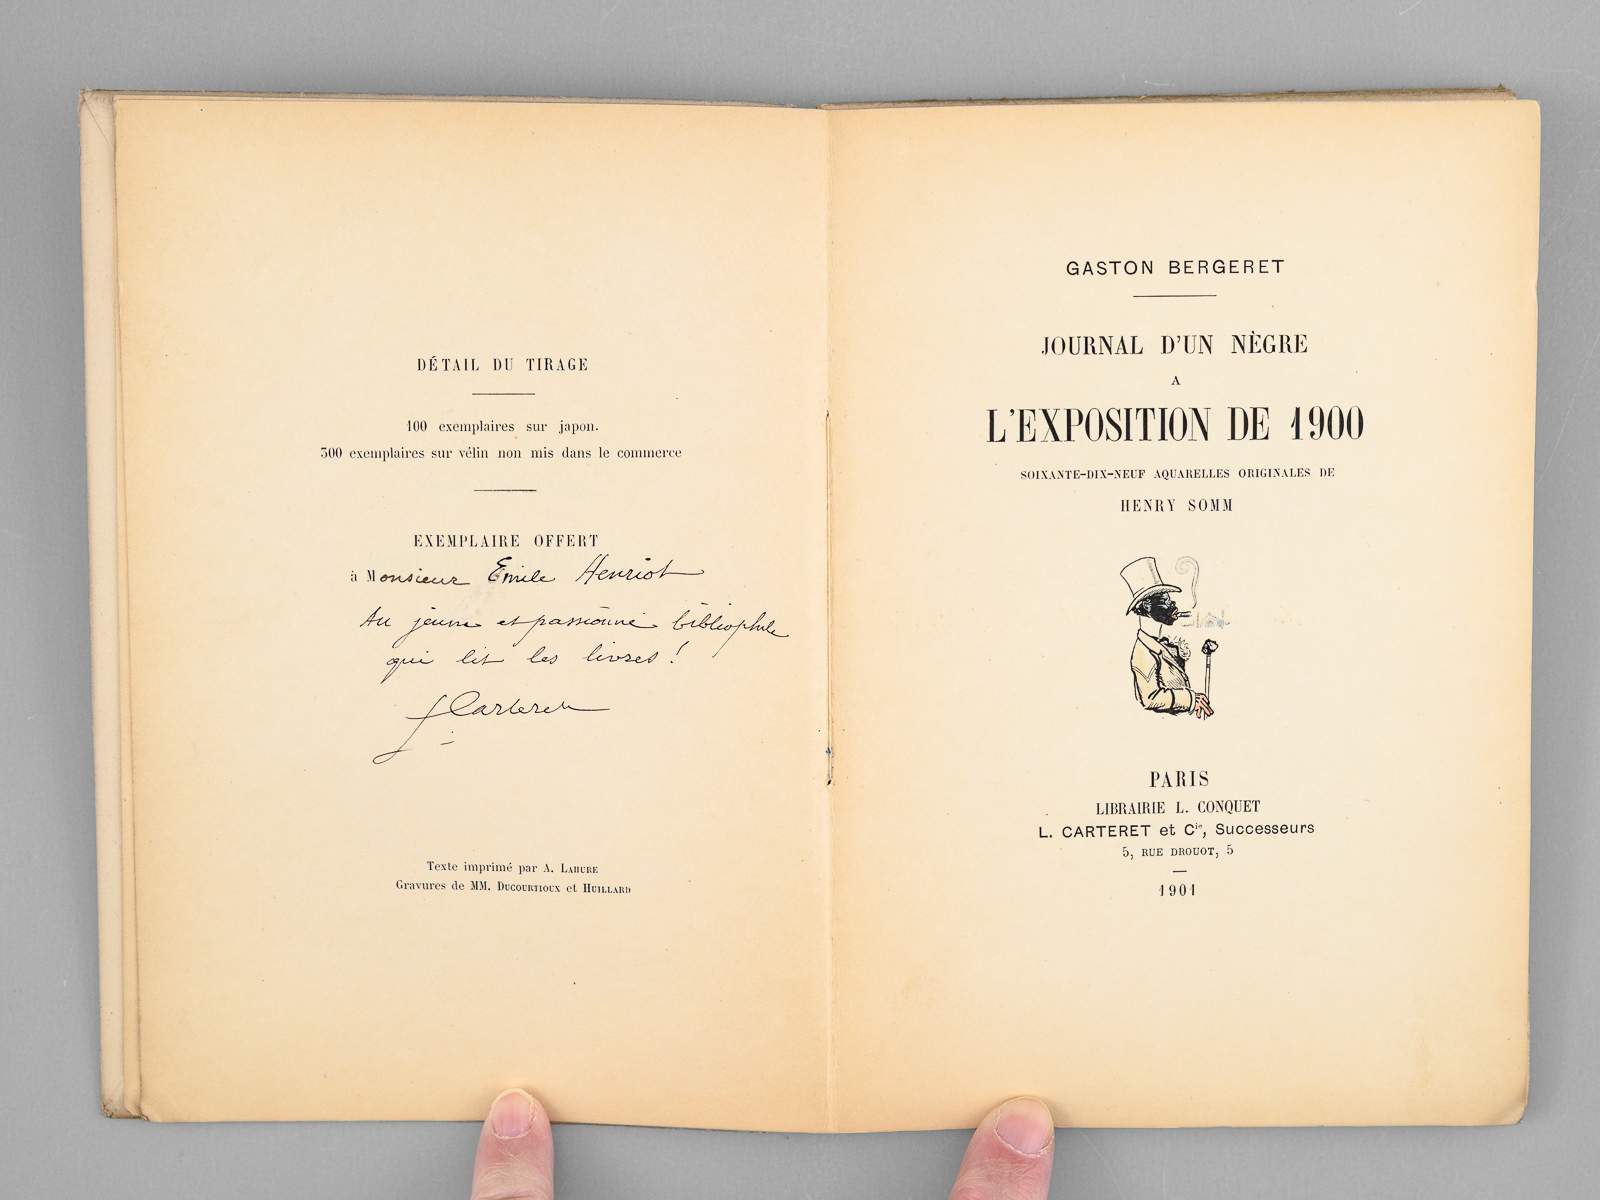 DÉTAIL DU TIRAGE
100 exemplaires sur japon.
300 exemplaires sur vélin non mis dans le commerce
EXEMPLAIRE OFFERT
à Monsieur Emile Henriot
Au jeune et passionné bibliophile
qui lit les livres !
L Carteret
Texte imprimé par A. LAHURE
Gravures de MM. DUCOURTIOUX et HUILLARD
GASTON BERGERET
JOURNAL D'UN NÈGRE
A
L'EXPOSITION DE 1900
SOIXANTE-DIX-NEUF AQUARELLES ORIGINALES DE
HENRY SOMM
PARIS
LIBRAIRIE L. CONQUET
L. CARTERET et Cie, Successeurs
5, RUE DROUOT, 5
1901